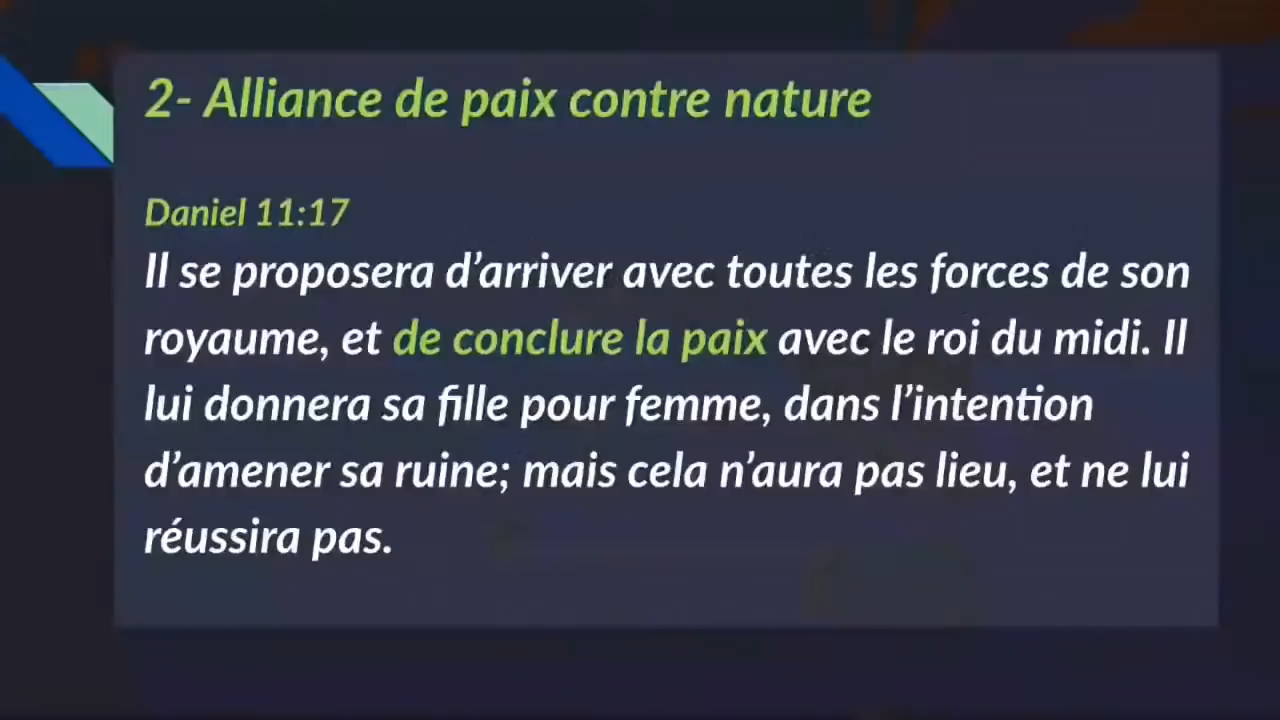 2- Alliance de paix contre nature
Daniel 11:17
Il se proposera d’arriver avec toutes les forces de son
royaume, et de conclure la paix avec le roi du midi. Il
lui donnera sa fille pour femme, dans l’intention
d’amener sa ruine; mais cela n’aura pas lieu, et ne lui
réussira pas.